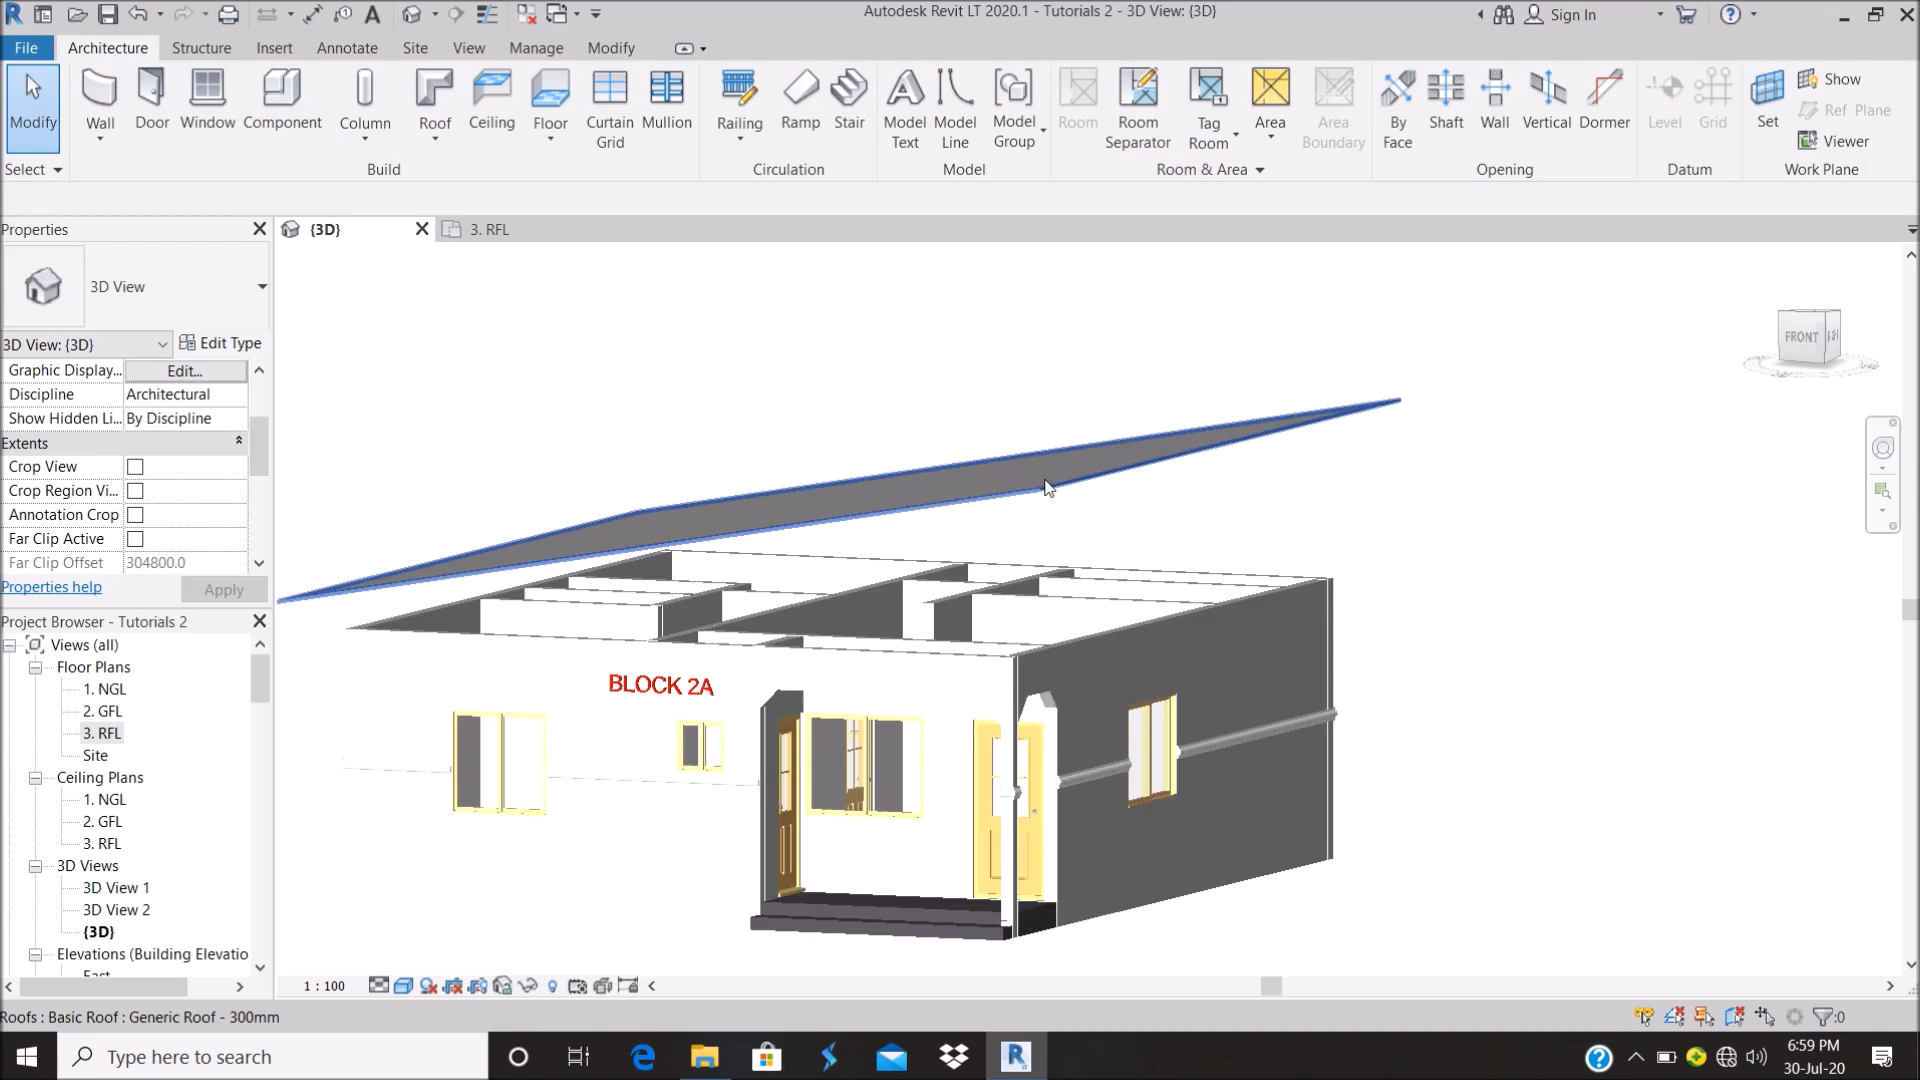 Autodesk Revit LT 2020.1 - Tutorials 2 - 3D View: {3D}
Sign In
File Architecture Structure Insert Annotate Site View Manage Modify
Modify Wall Door Window Component Column Roof Ceiling Floor Curtain Grid Mullion Railing Ramp Stair Model Text Model Line Model Group Room Room Separator Tag Room Area Area Boundary By Face Shaft Wall Vertical Dormer Level Grid Set Show
Ref Plane
Viewer
Select Build Circulation Model Room & Area Opening Datum Work Plane
Properties
{3D} 3. RFL
3D View
3D View: {3D} Edit Type
Graphic Display... Edit...
Discipline Architectural
Show Hidden Li... By Discipline
Extents
Crop View
Crop Region Vi...
Annotation Crop
Far Clip Active
Far Clip Offset 304800.0
Properties help Apply
Project Browser - Tutorials 2
Views (all)
Floor Plans
1. NGL
2. GFL
3. RFL
Site
Ceiling Plans
1. NGL
2. GFL
3. RFL
3D Views
3D View 1
3D View 2
{3D}
Elevations (Building Elevatio
East
FRONT
BLOCK 2A
1 : 100
Roofs : Basic Roof : Generic Roof - 300mm
:0
Type here to search
6:59 PM
30-Jul-20